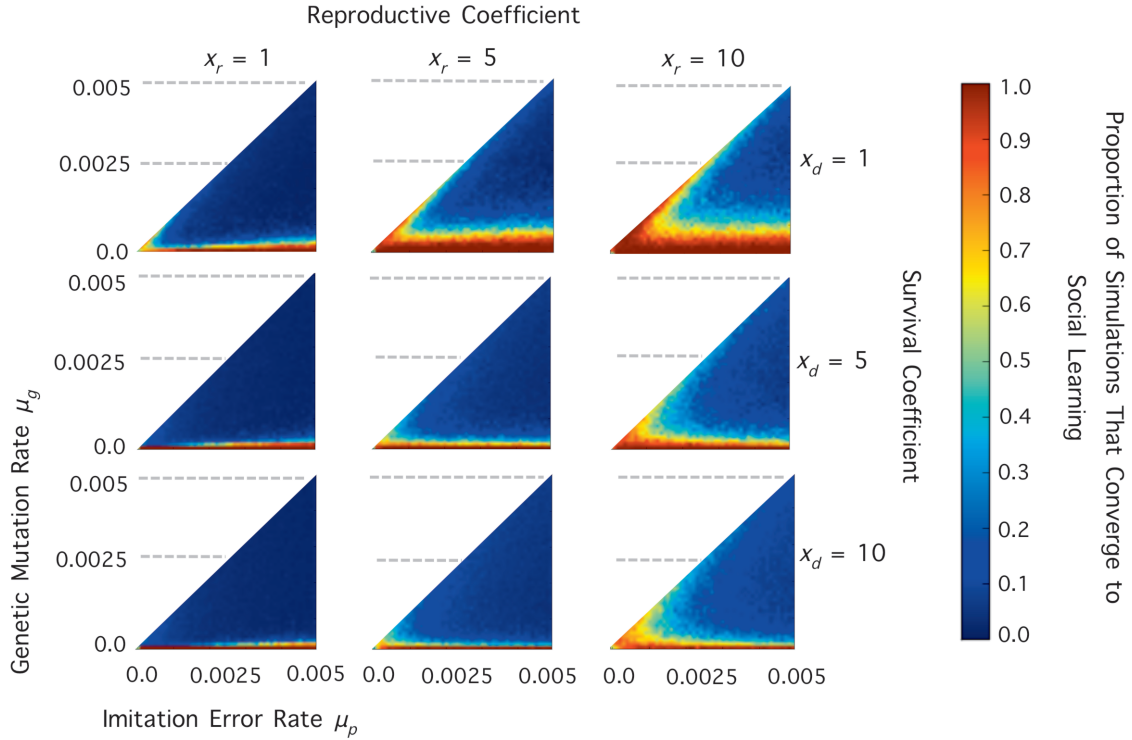 Reproductive Coefficient
x_r = 1
x_r = 5
x_r = 10
0.005
0.0025
0.0
x_d = 1
0.005
0.0025
0.0
x_d = 5
0.005
0.0025
0.0
x_d = 10
0.0 0.0025 0.005
0.0 0.0025 0.005
0.0 0.0025 0.005
Imitation Error Rate μ_p
Genetic Mutation Rate μ_g
Survival Coefficient
1.0
0.9
0.8
0.7
0.6
0.5
0.4
0.3
0.2
0.1
0.0
Proportion of Simulations That Converge to
Social Learning